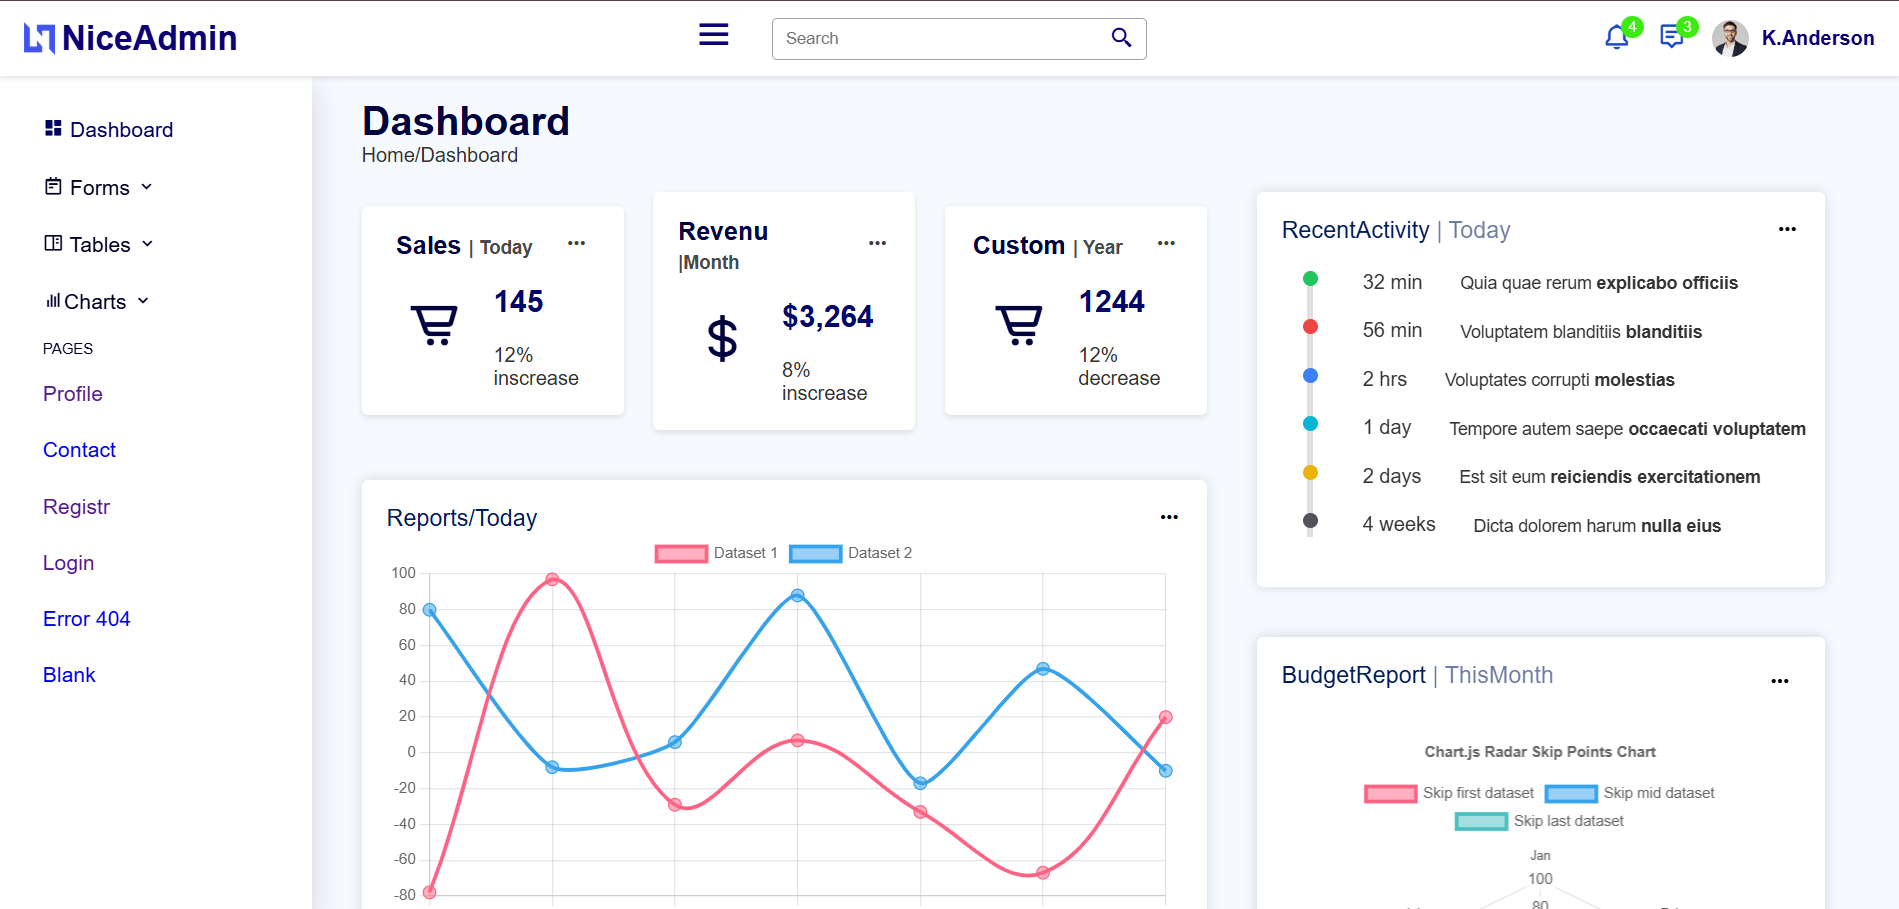 NiceAdmin
Search
4
3
K.Anderson
Dashboard
Forms
Tables
Charts
PAGES
Profile
Contact
Registr
Login
Error 404
Blank
Dashboard
Home/Dashboard
Sales | Today
145
12%
inscrease
Revenu
|Month
$3,264
8%
inscrease
Custom | Year
1244
12%
decrease
RecentActivity | Today
32 min Quia quae rerum explicabo officiis
56 min Voluptatem blanditiis blanditiis
2 hrs Voluptates corrupti molestias
1 day Tempore autem saepe occaecati voluptatem
2 days Est sit eum reiciendis exercitationem
4 weeks Dicta dolorem harum nulla eius
Reports/Today
Dataset 1 Dataset 2
100
80
60
40
20
0
-20
-40
-60
-80
BudgetReport | ThisMonth
Chart.js Radar Skip Points Chart
Skip first dataset Skip mid dataset
Skip last dataset
Jan
100
80